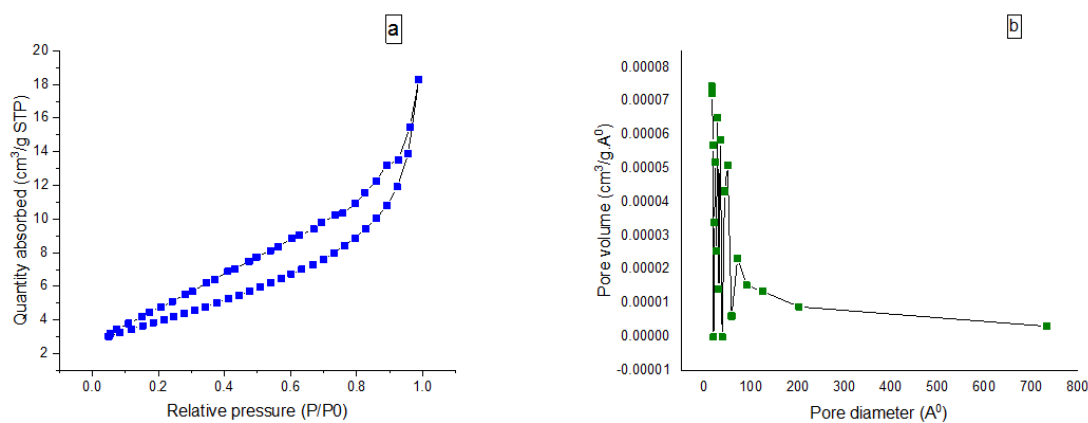 a
20
18
16
14
12
10
8
6
4
2
0.0 0.2 0.4 0.6 0.8 1.0
Quantity absorbed (cm³/g STP)
Relative pressure (P/P0)
b
0.00008
0.00007
0.00006
0.00005
0.00004
0.00003
0.00002
0.00001
0.00000
-0.00001
0 100 200 300 400 500 600 700 800
Pore volume (cm³/g.A⁰)
Pore diameter (A⁰)